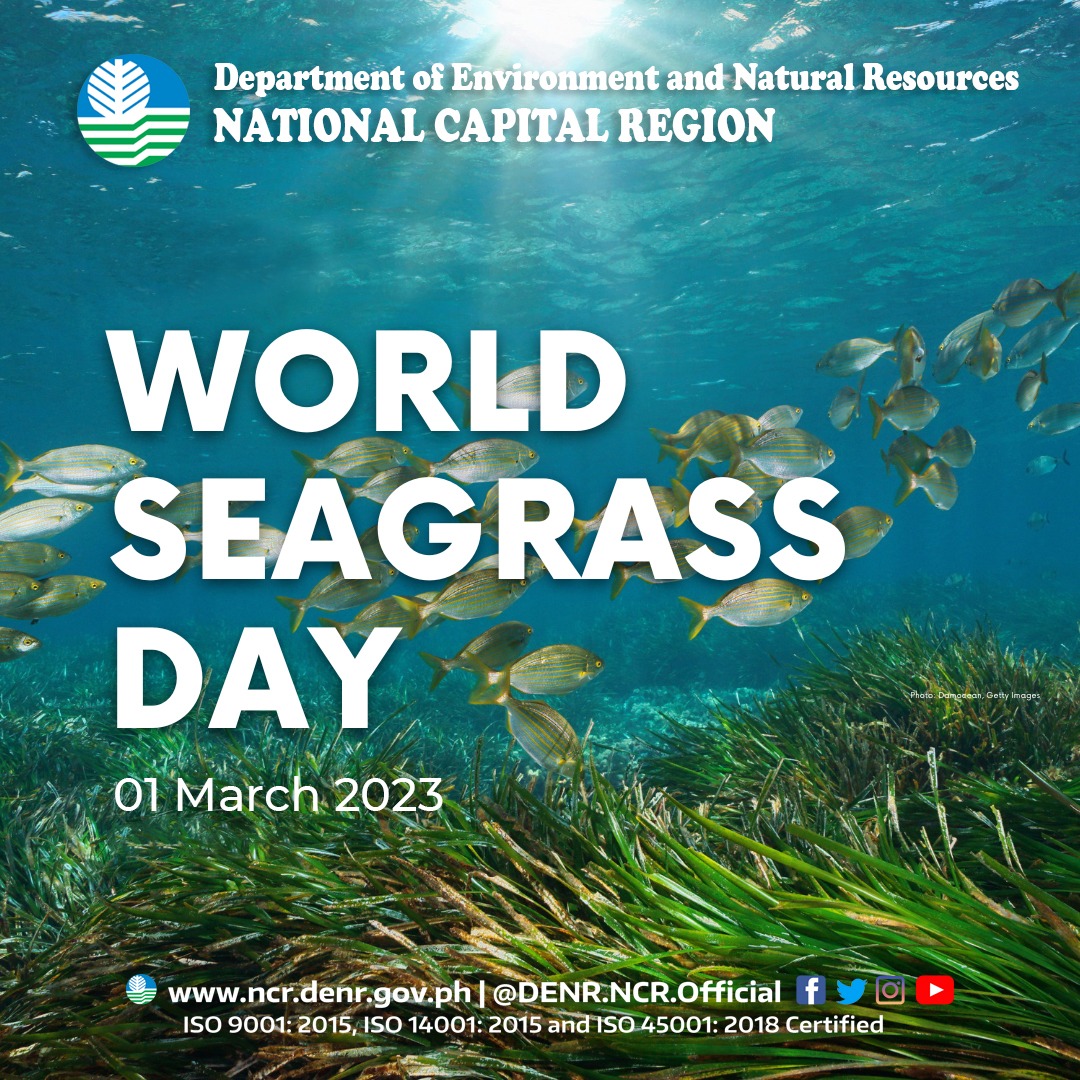 Department of Environment and Natural Resources
NATIONAL CAPITAL REGION
WORLD
SEAGRASS
DAY
Photo: Damocean, Getty Images
01 March 2023
www.ncr.denr.gov.ph | @DENR.NCR.Official
ISO 9001: 2015, ISO 14001: 2015 and ISO 45001: 2018 Certified